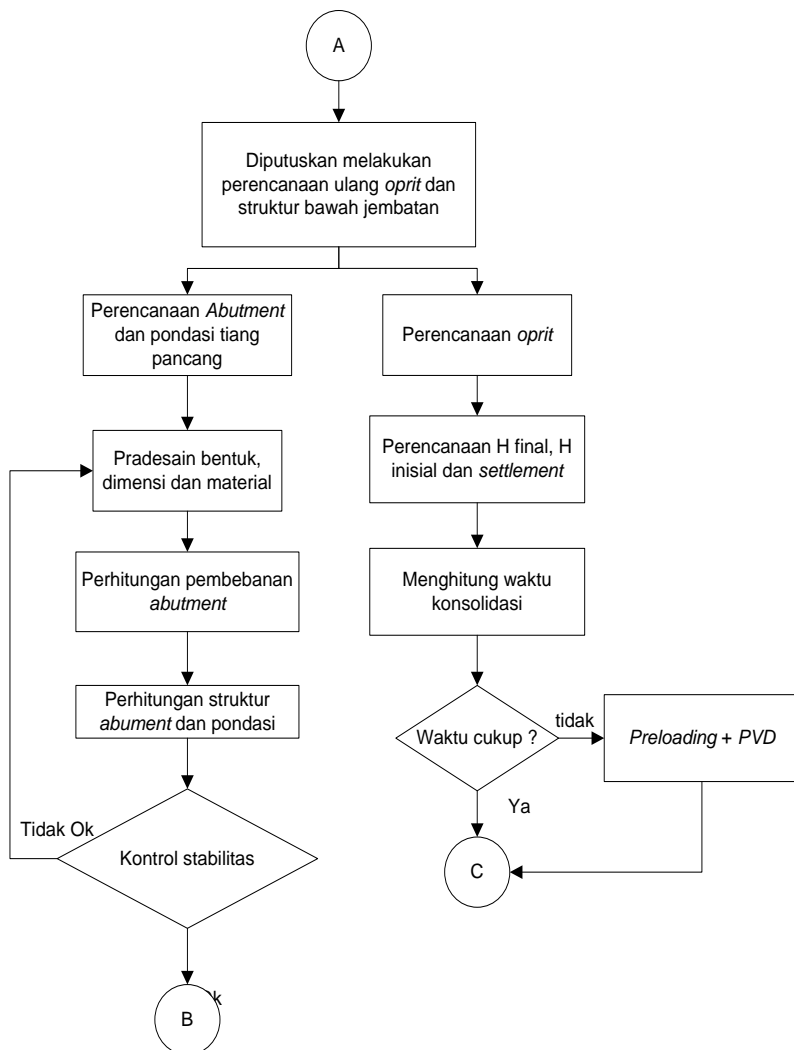 A
Diputuskan melakukan
perencanaan ulang oprit dan
struktur bawah jembatan
Perencanaan Abutment
dan pondasi tiang
pancang
Perencanaan oprit
Pradesain bentuk,
dimensi dan material
Perencanaan H final, H
inisial dan settlement
Perhitungan pembebanan
abutment
Menghitung waktu
konsolidasi
Perhitungan struktur
abument dan pondasi
Waktu cukup ?
tidak
Preloading + PVD
Ya
Tidak Ok
Kontrol stabilitas
C
B